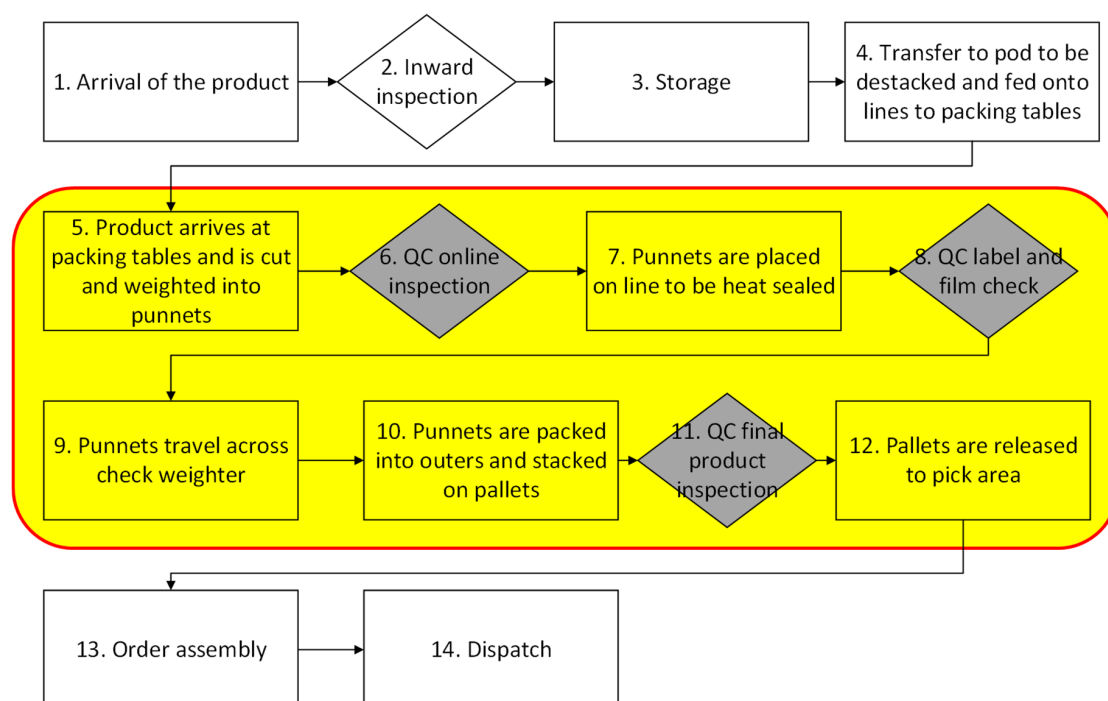 1. Arrival of the product
2. Inward
inspection
3. Storage
4. Transfer to pod to be
destacked and fed onto
lines to packing tables
5. Product arrives at
packing tables and is cut
and weighted into
punnets
6. QC online
inspection
7. Punnets are placed
on line to be heat sealed
8. QC label and
film check
9. Punnets travel across
check weighter
10. Punnets are packed
into outers and stacked
on pallets
11. QC final
product
inspection
12. Pallets are released
to pick area
13. Order assembly
14. Dispatch